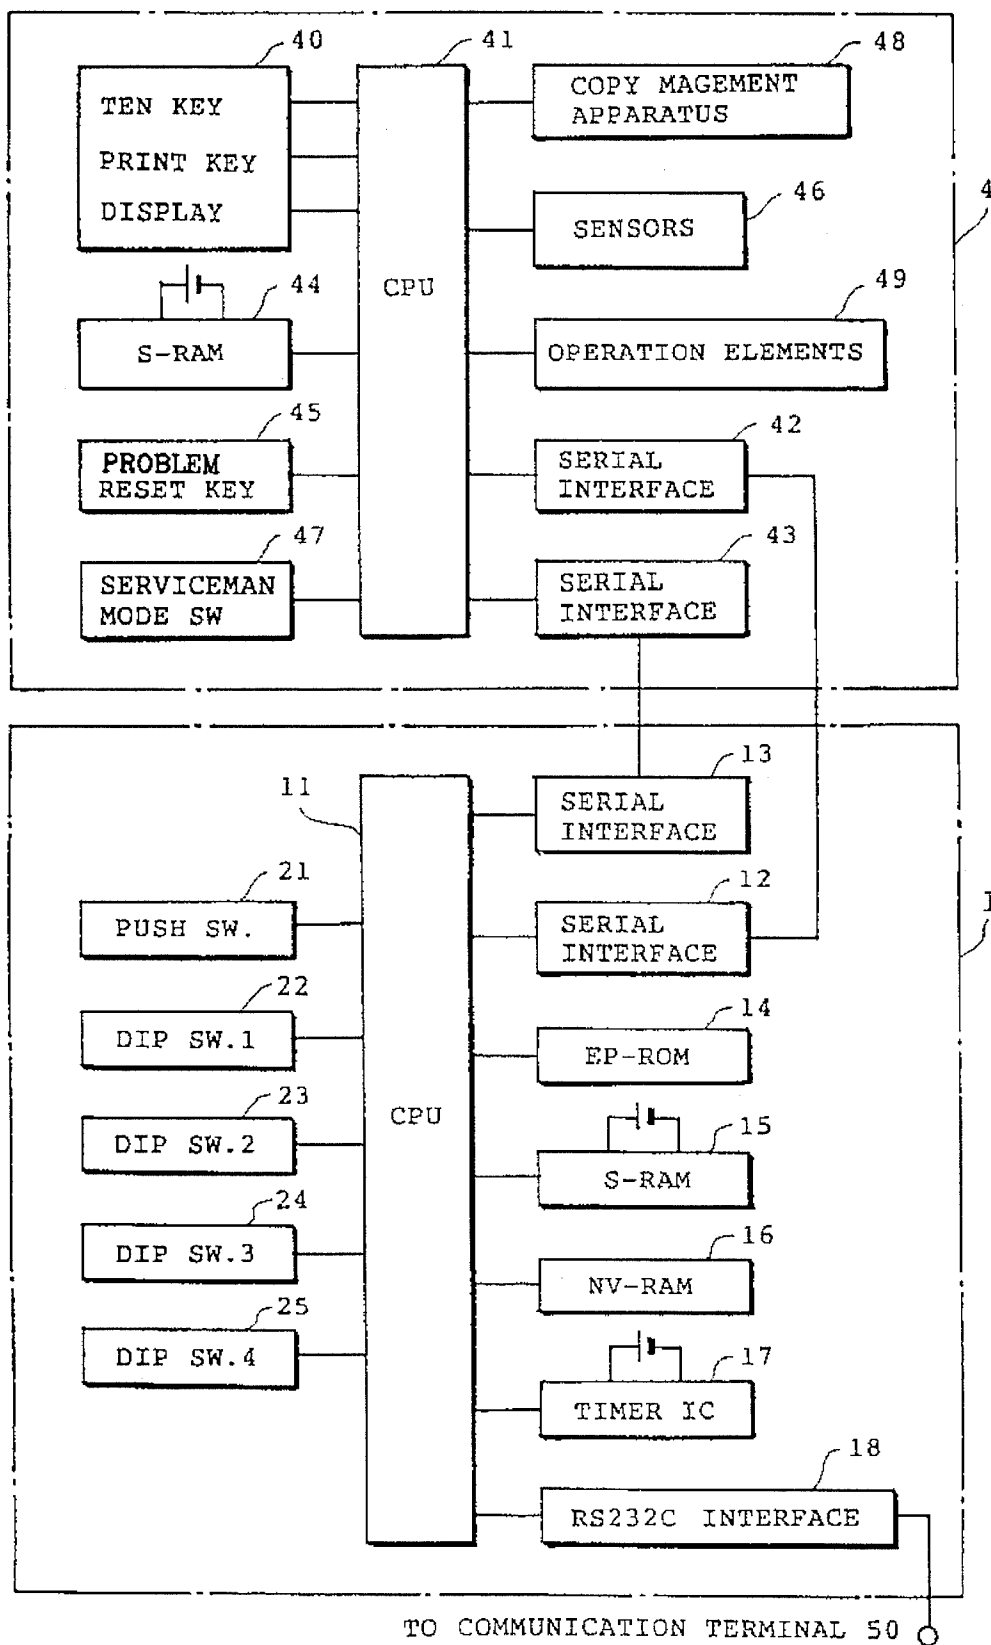 40
41
48
TEN KEY
PRINT KEY
DISPLAY
COPY MAGEMENT
APPARATUS
4
46
SENSORS
CPU
44
S-RAM
49
OPERATION ELEMENTS
45
PROBLEM
RESET KEY
42
SERIAL
INTERFACE
47
SERVICEMAN
MODE SW
43
SERIAL
INTERFACE
11
13
SERIAL
INTERFACE
21
PUSH SW.
12
SERIAL
INTERFACE
1
22
DIP SW.1
14
EP-ROM
CPU
23
DIP SW.2
15
S-RAM
24
DIP SW.3
16
NV-RAM
25
DIP SW.4
17
TIMER IC
18
RS232C INTERFACE
TO COMMUNICATION TERMINAL 50